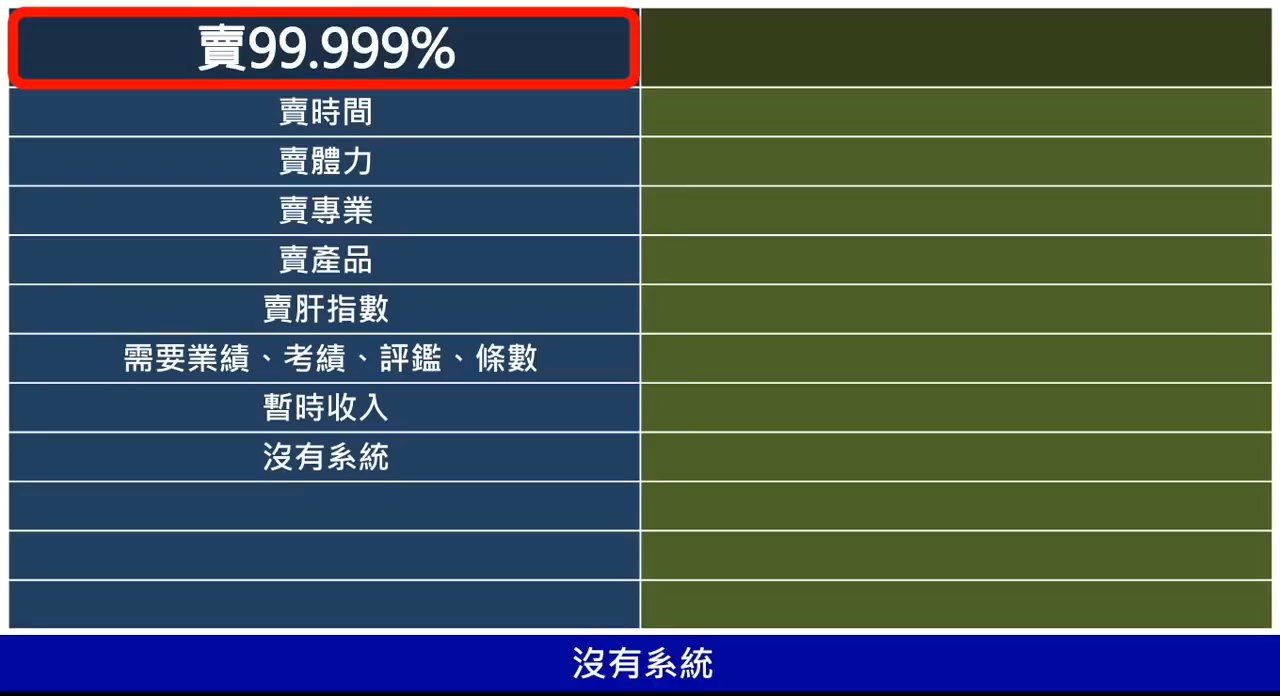 賣99.999%
賣時間
賣體力
賣專業
賣產品
賣肝指數
需要業績、考績、評鑑、條數
暫時收入
沒有系統
沒有系統